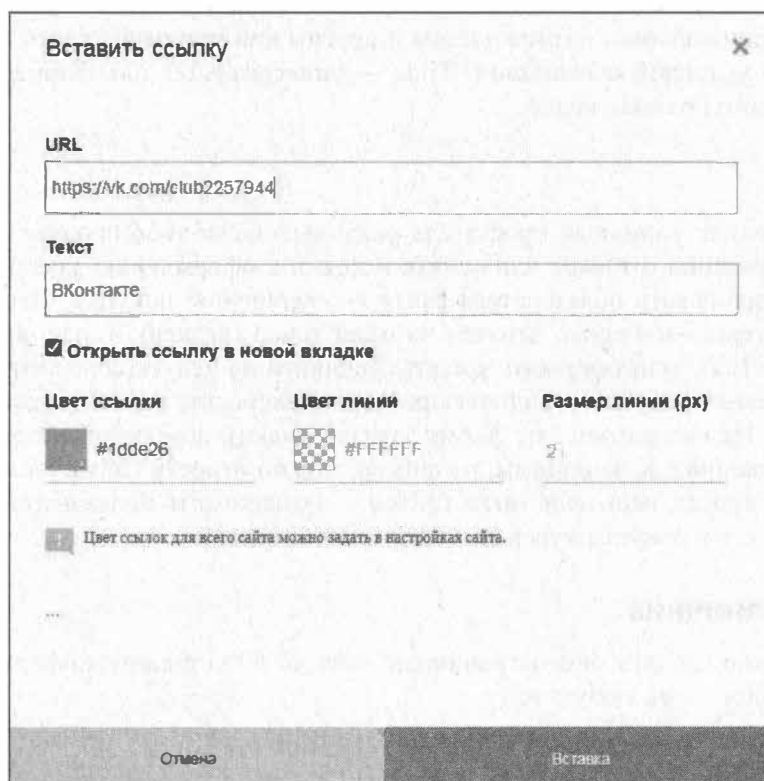 Вставить ссылку
URL
https://vk.com/club2257944
Текст
ВКонтакте
Открыть ссылку в новой вкладке
Цвет ссылки Цвет линии Размер линии (px)
#1dde26 #FFFFFF 2
Цвет ссылок для всего сайта можно задать в настройках сайта.
...
Отмена Вставка